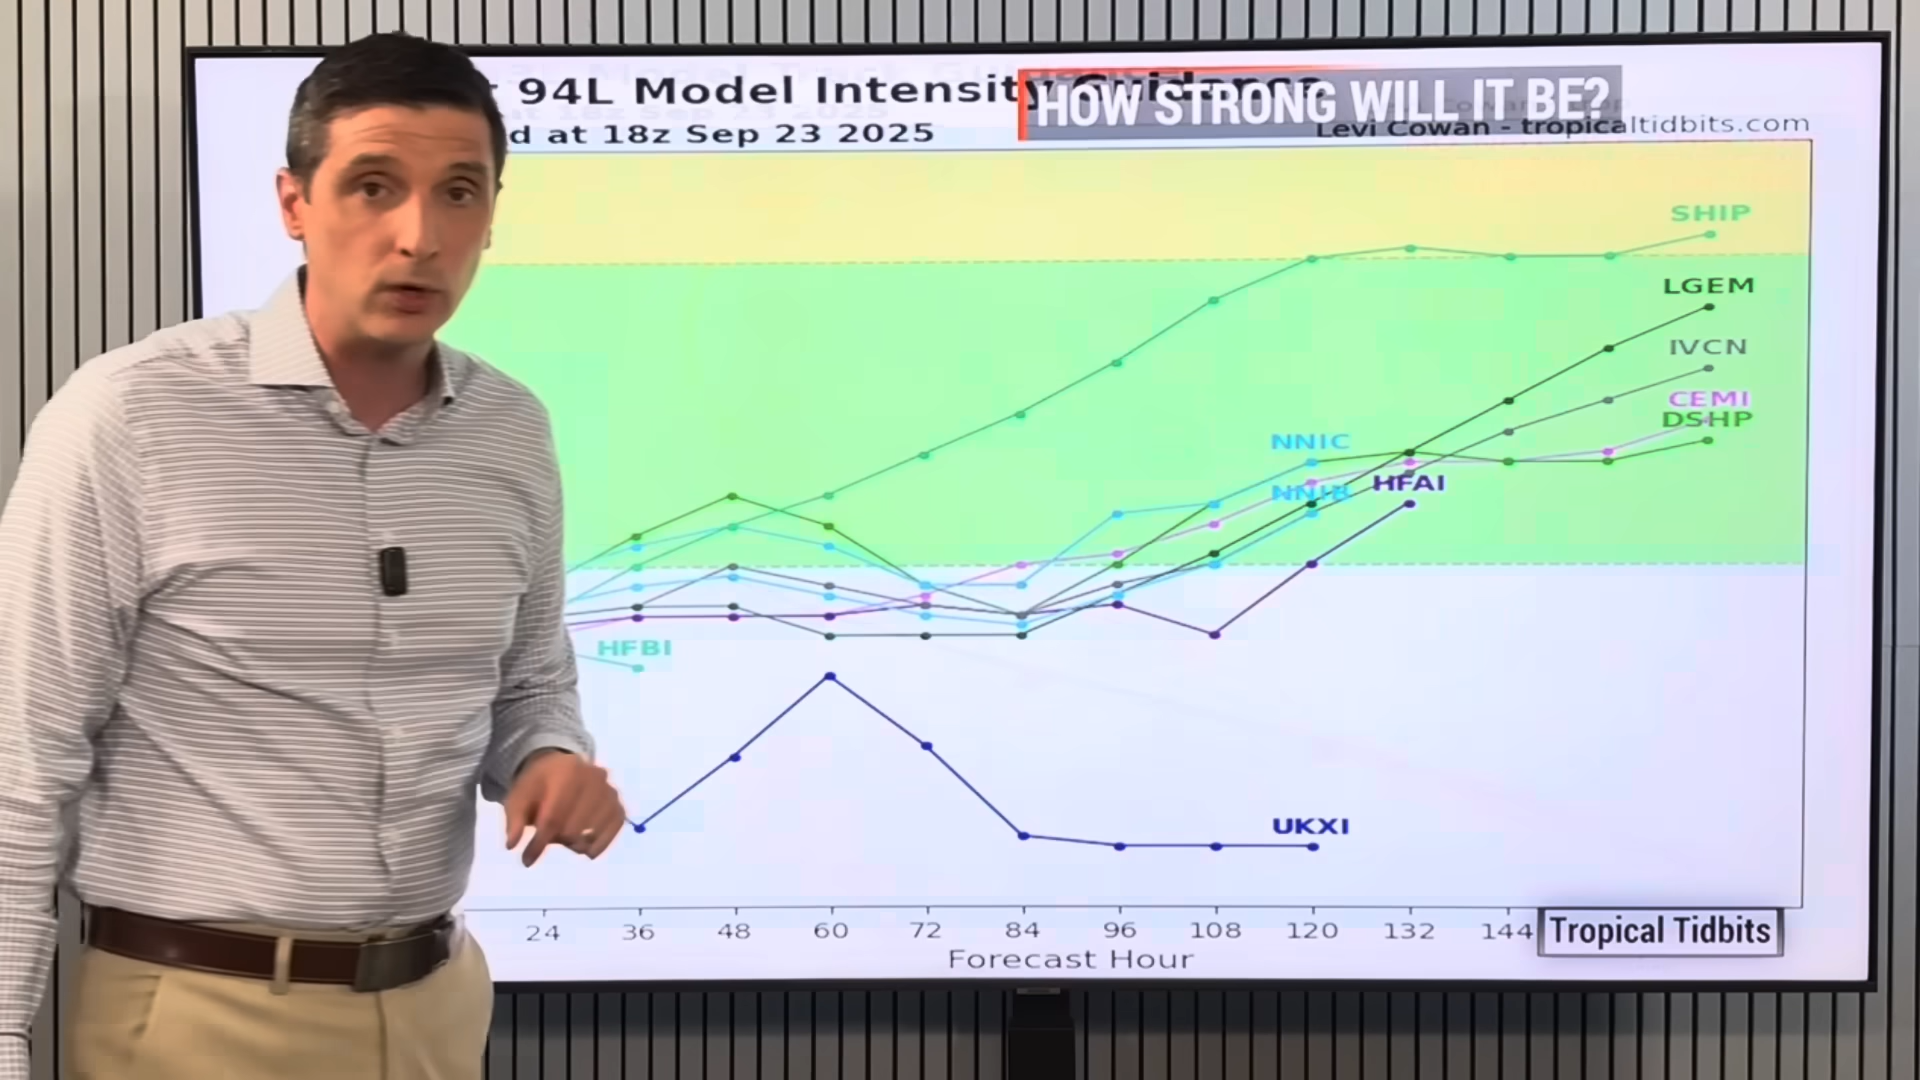 94L Model Intensity Guidance
HOW STRONG WILL IT BE?
d at 18z Sep 23 2025
Levi Cowan - tropicaltidbits.com
SHIP
LGEM
IVCN
CEMI
DSHP
NNIC
HFAI
NNIB
HFBI
UKXI
24 36 48 60 72 84 96 108 120 132 144
Tropical Tidbits
Forecast Hour